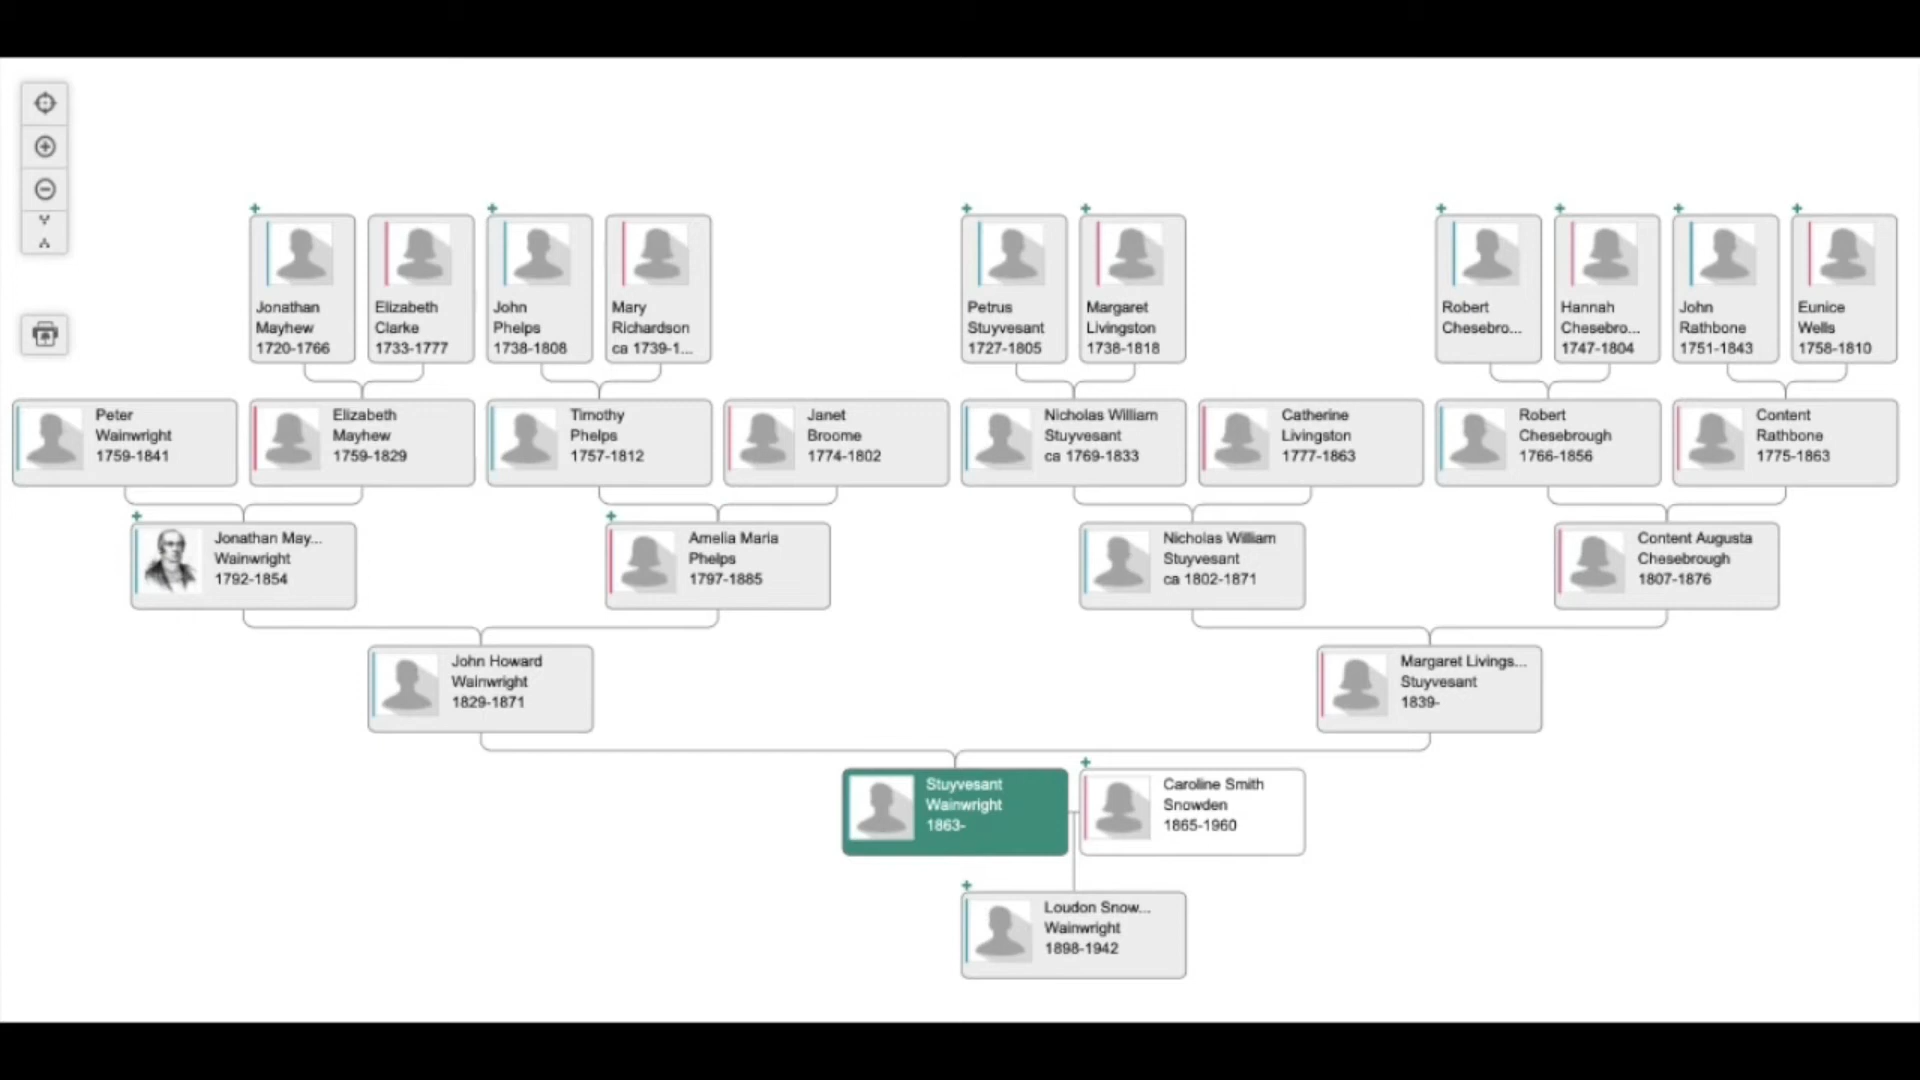 Jonathan
Mayhew
1720-1766
Elizabeth
Clarke
1733-1777
John
Phelps
1738-1808
Mary
Richardson
ca 1739-1...
Petrus
Stuyvesant
1727-1805
Margaret
Livingston
1738-1818
Robert
Chesebro...
Hannah
Chesebro...
1747-1804
John
Rathbone
1751-1843
Eunice
Wells
1758-1810
Peter
Wainwright
1759-1841
Elizabeth
Mayhew
1759-1829
Timothy
Phelps
1757-1812
Janet
Broome
1774-1802
Nicholas William
Stuyvesant
ca 1769-1833
Catherine
Livingston
1777-1863
Robert
Chesebrough
1766-1856
Content
Rathbone
1775-1863
Jonathan May...
Wainwright
1792-1854
Amelia Maria
Phelps
1797-1885
Nicholas William
Stuyvesant
ca 1802-1871
Content Augusta
Chesebrough
1807-1876
John Howard
Wainwright
1829-1871
Margaret Livings...
Stuyvesant
1839-
Stuyvesant
Wainwright
1863-
Caroline Smith
Snowden
1865-1960
Loudon Snow...
Wainwright
1898-1942